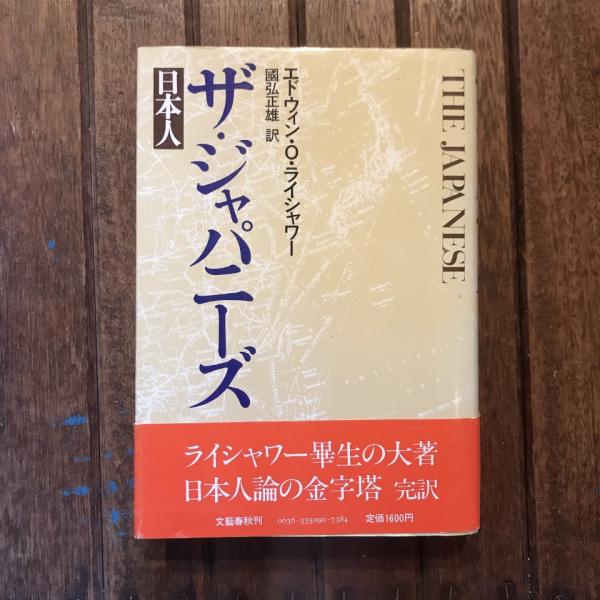 THE JAPANESE
エドウィン・O・ライシャワー
國弘正雄 訳
ザ・ジャパニーズ
日本人
ライシャワー畢生の大著
日本人論の金字塔 完訳
文藝春秋刊 0036-335090-7384 定価1600円